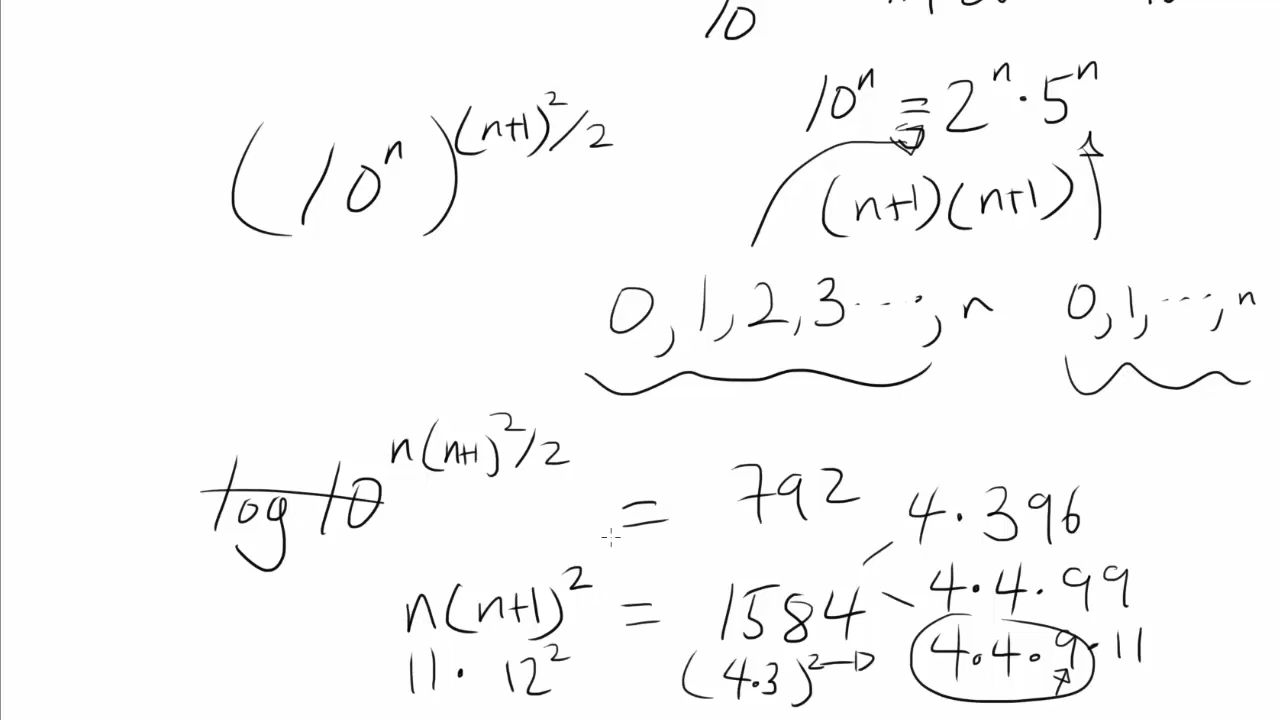 10
10ⁿ = 2ⁿ · 5ⁿ
(10ⁿ)^((n+1)²/2)
(n+1)(n+1)
0, 1, 2, 3 ..., n 0, 1, ..., n
log 10^(n(n+1)²/2) = 792
4 · 396
n(n+1)² = 1584
4 · 4 · 99
11 · 12² (4·3)² → 4 · 4 · 9 · 11